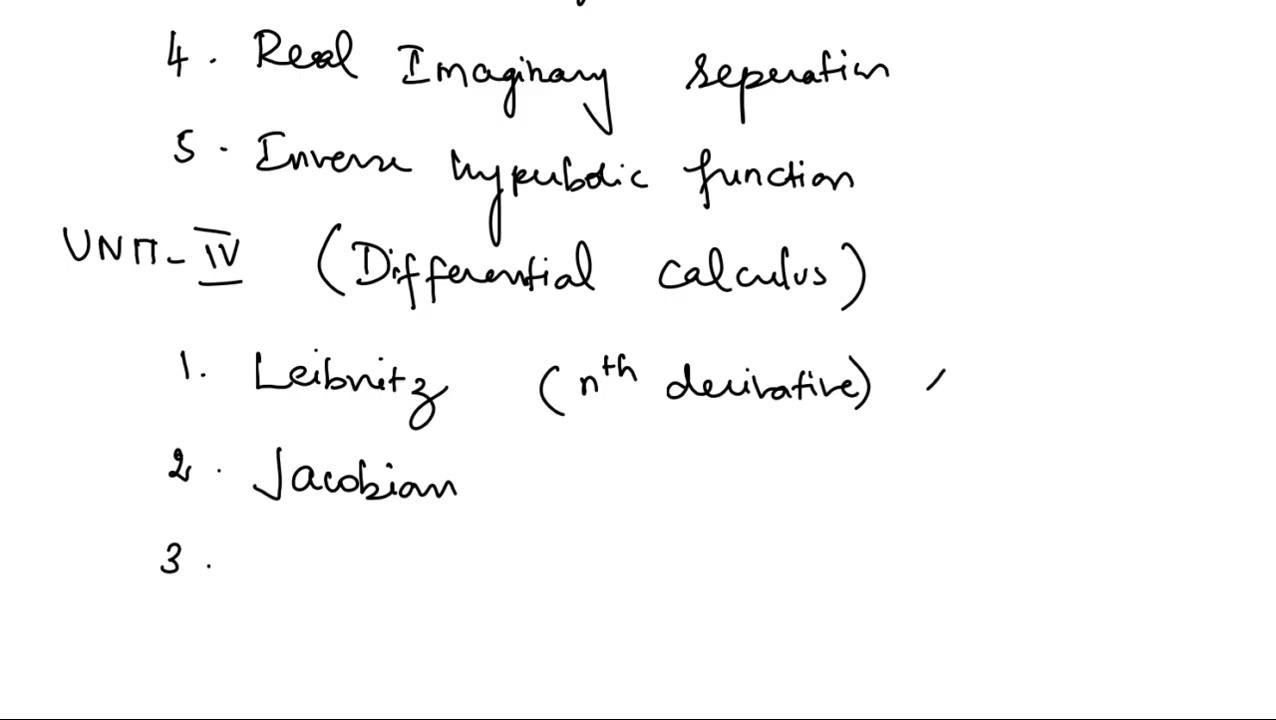 4. Real Imaginary seperation
5. Inverse hyperbolic function
UNIT-IV (Differential calculus)
1. Leibnitz (nth derivative)
2. Jacobian
3.